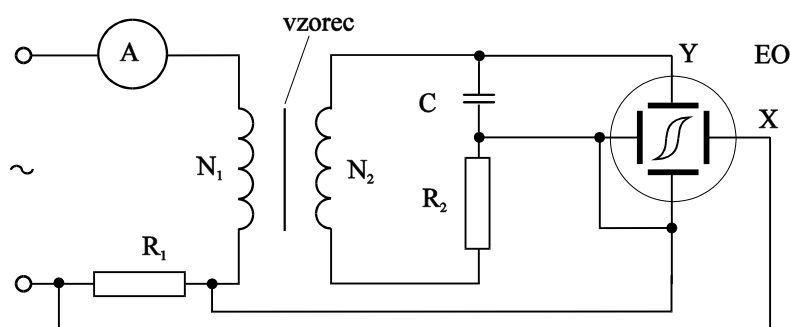 vzorec
A
Y
EO
C
X
N₁
N₂
~
R₂
R₁